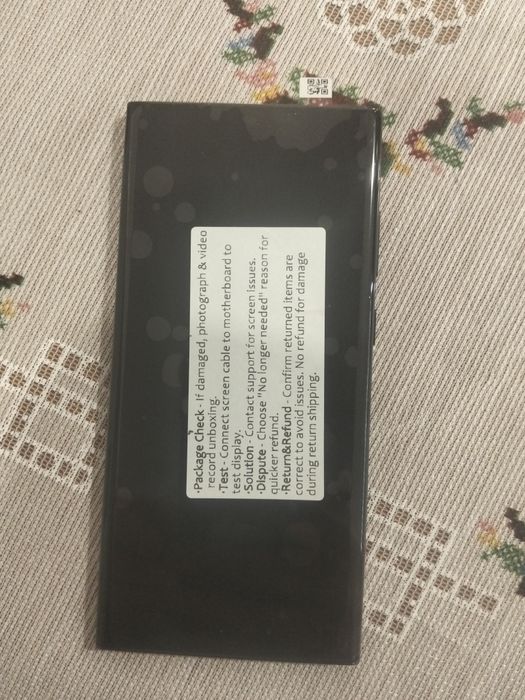 ·Package Check - If damaged, photograph & video
record unboxing.
·Test - Connect screen cable to motherboard to
test display.
·Solution - Contact support for screen issues.
·Dispute - Choose "No longer needed" reason for
quicker refund.
·Return&Refund - Confirm returned items are
correct to avoid issues. No refund for damage
during return shipping.